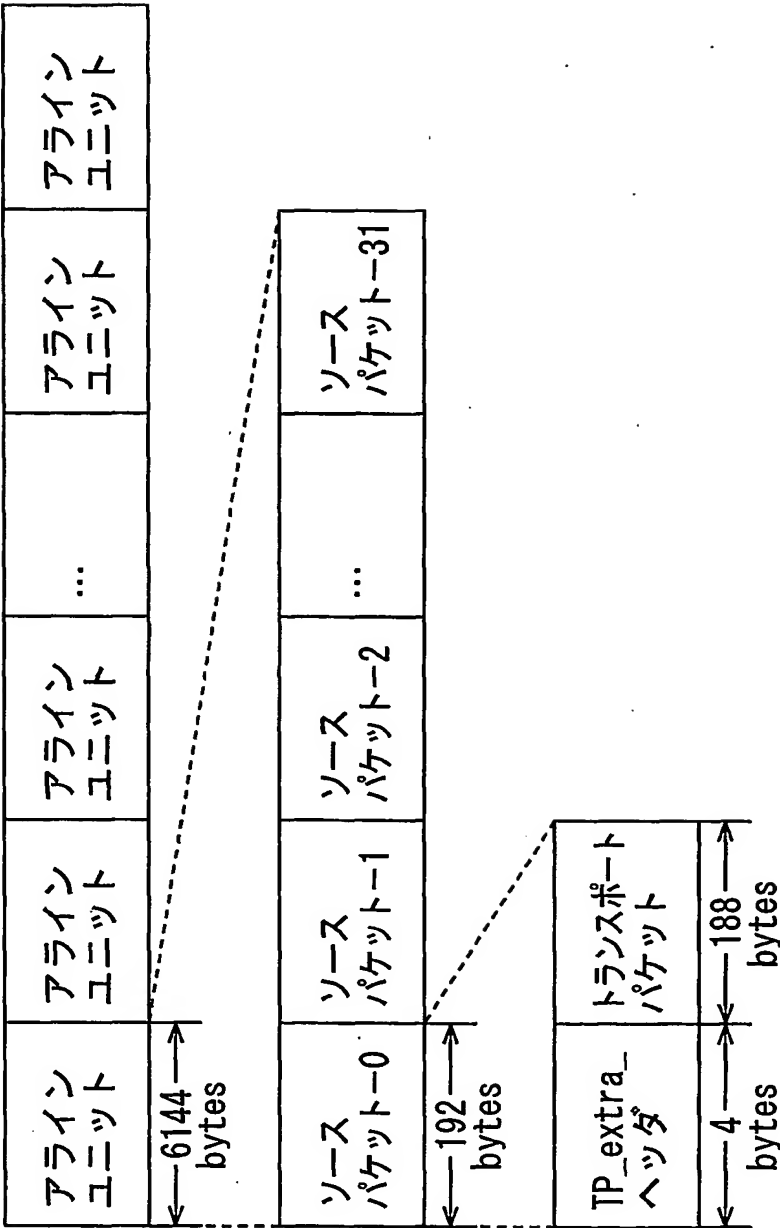 アライン
ユニット
アライン
ユニット
アライン
ユニット
...
アライン
ユニット
アライン
ユニット
6144
bytes
ソース
パケット-0
ソース
パケット-1
ソース
パケット-2
...
ソース
パケット-31
192
bytes
TP_extra_
ヘッダ
トランスポート
パケット
4
bytes
188
bytes